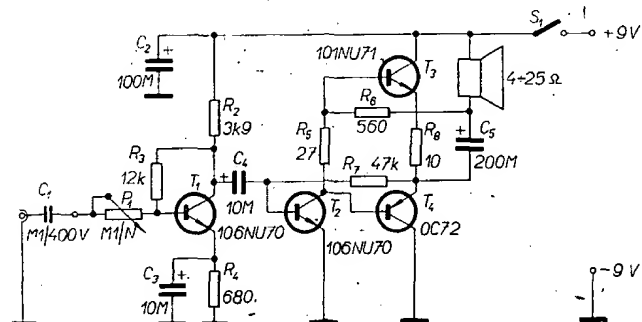 S1
+9V
C2
100M
101NU71
T3
4÷25 Ω
R2
3k9
R6
560
R3
12k
R5
27
R8
10
C5
200M
C4
10M
R7 47k
C1
M1/400V
P1
M1/N
T1
106NU70
T2
106NU70
T4
OC72
C3
10M
R4
680
-9V